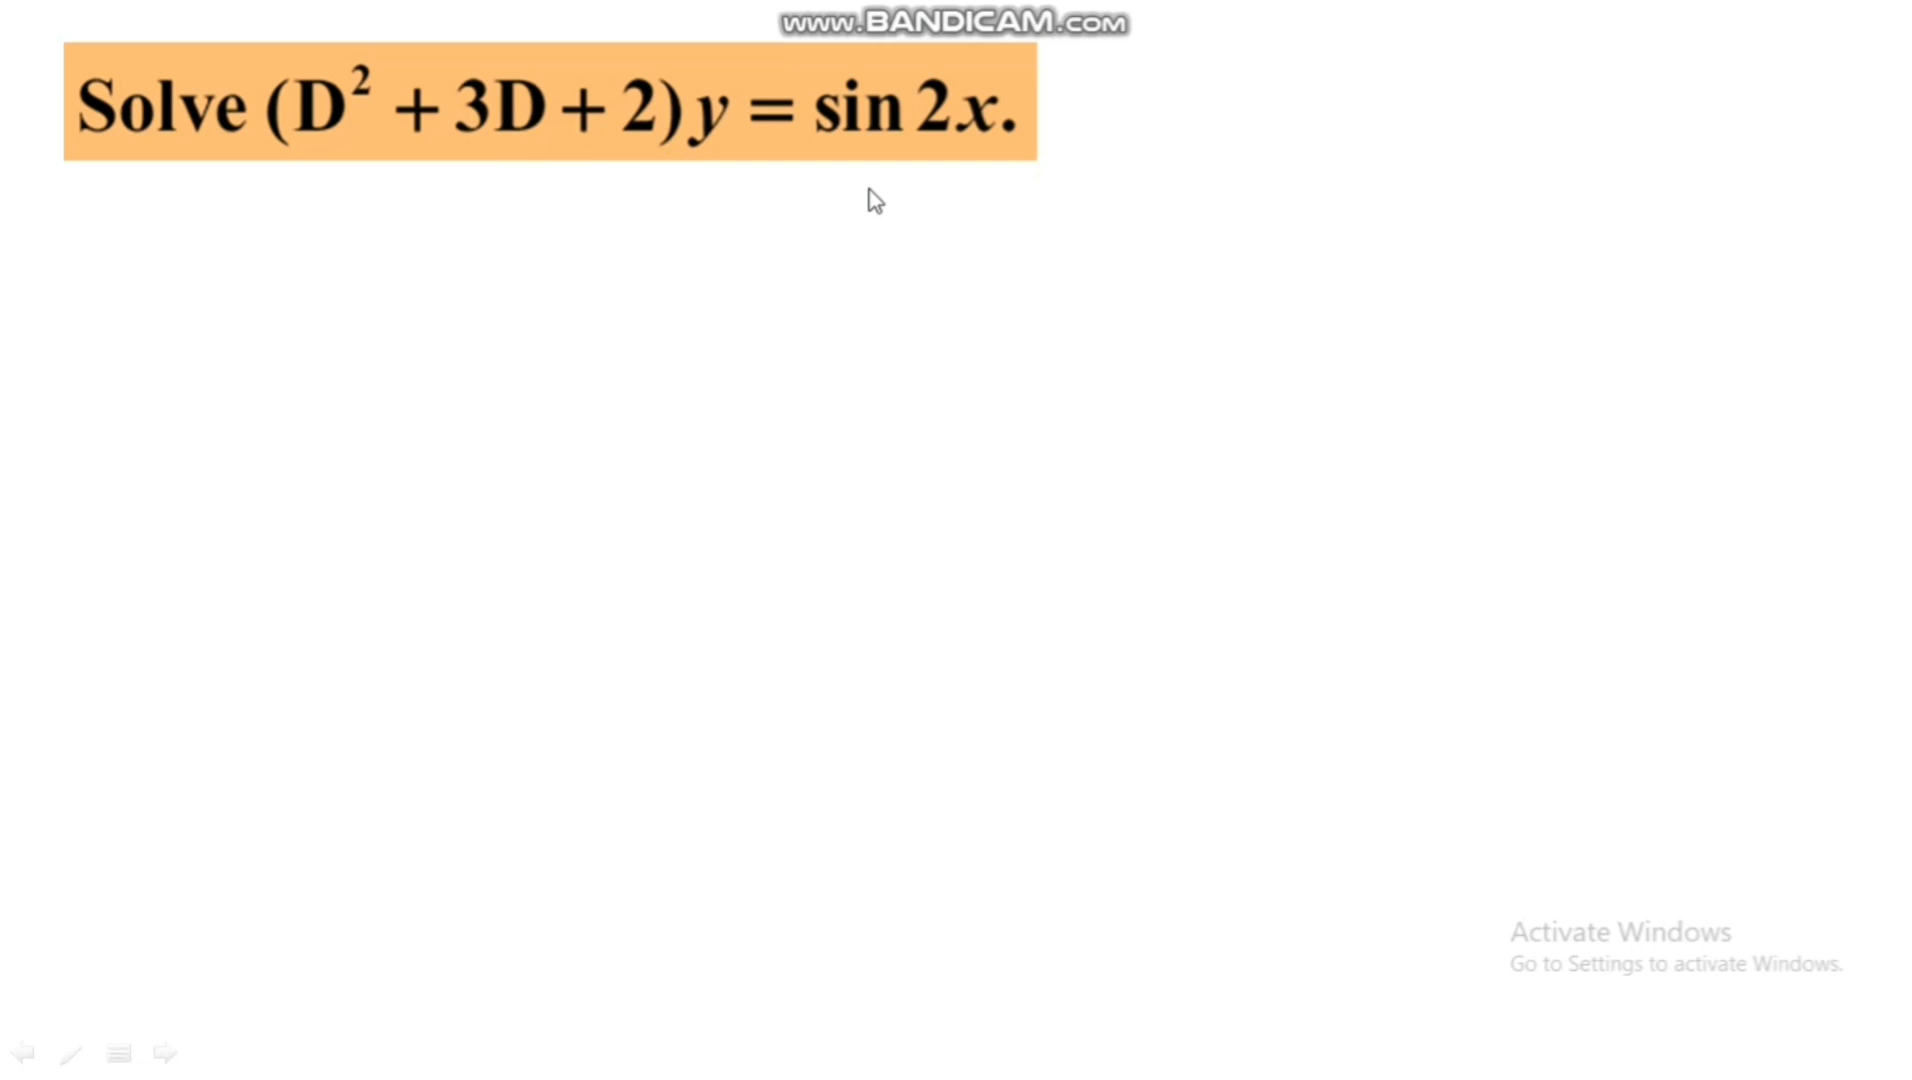 www.BANDICAM.com
Solve (D² + 3D + 2) y = sin 2x.
Activate Windows
Go to Settings to activate Windows.